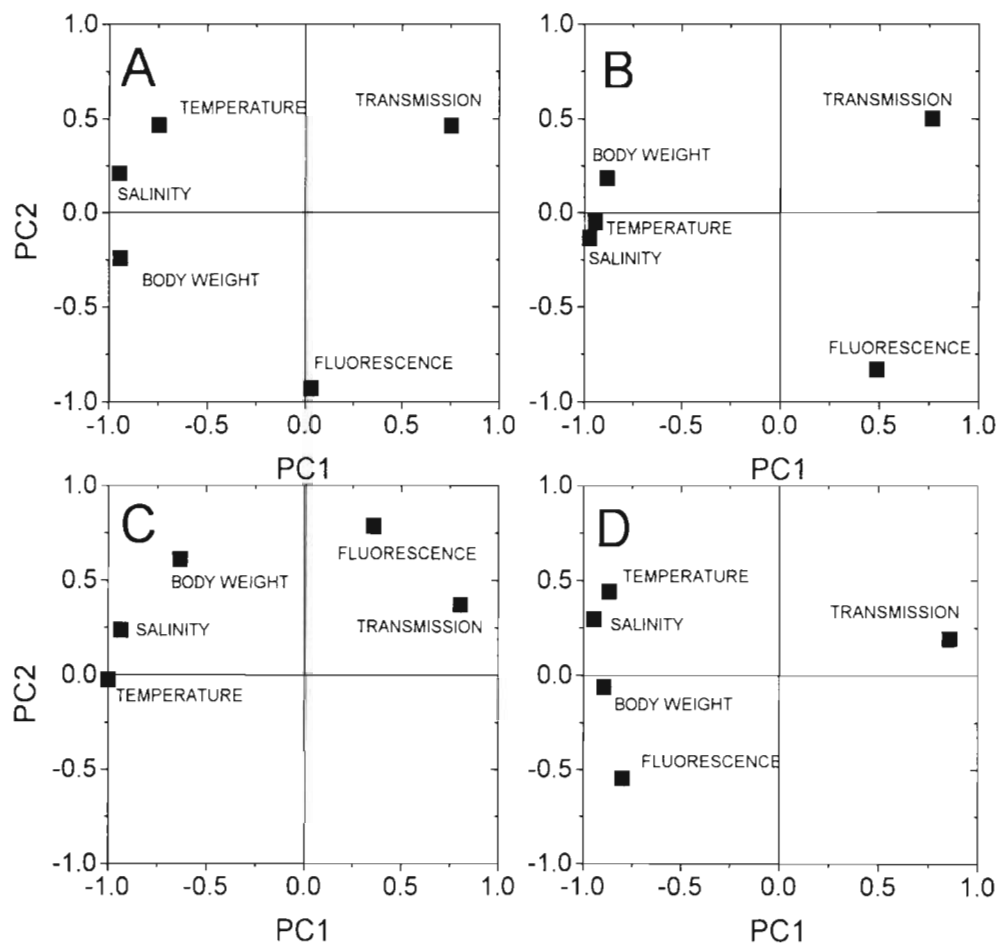 1.0
A
TEMPERATURE
TRANSMISSION
0.5
SALINITY
0.0
BODY WEIGHT
-0.5
FLUORESCENCE
-1.0
-1.0 -0.5 0.0 0.5 1.0
PC1
PC2
1.0
B
TRANSMISSION
0.5
BODY WEIGHT
0.0
TEMPERATURE
SALINITY
-0.5
FLUORESCENCE
-1.0
-1.0 -0.5 0.0 0.5 1.0
PC1
1.0
C
FLUORESCENCE
BODY WEIGHT
0.5
SALINITY
TRANSMISSION
0.0
TEMPERATURE
-0.5
-1.0
-1.0 -0.5 0.0 0.5 1.0
PC1
PC2
1.0
D
TEMPERATURE
0.5
TRANSMISSION
SALINITY
0.0
BODY WEIGHT
FLUORESCENCE
-0.5
-1.0
-1.0 -0.5 0.0 0.5 1.0
PC1